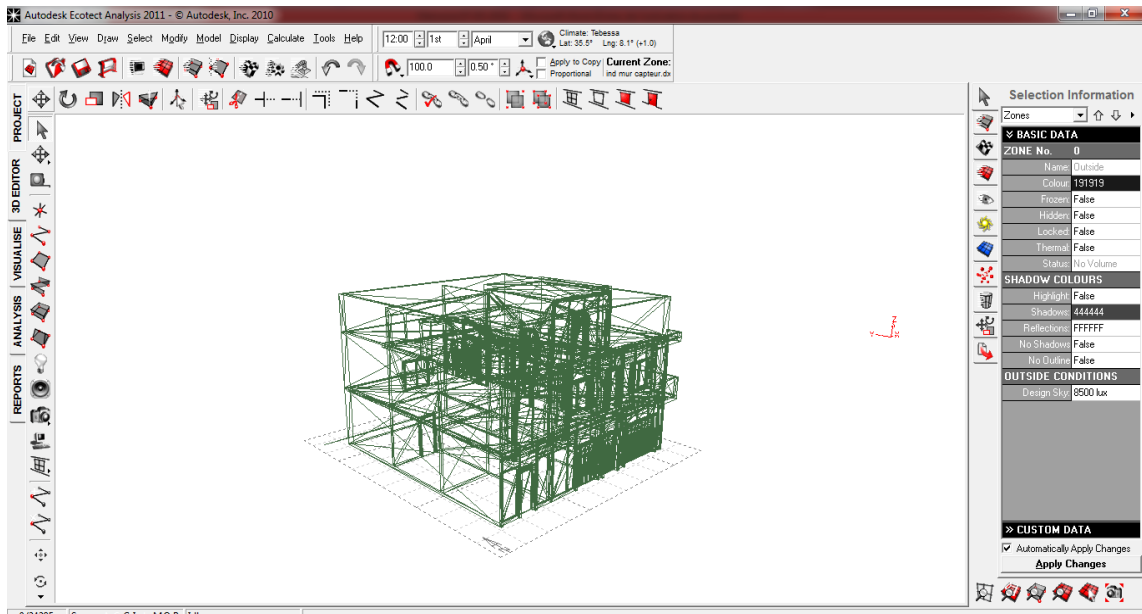 Autodesk Ecotect Analysis 2011 - © Autodesk, Inc. 2010
File Edit View Draw Select Modify Model Display Calculate Tools Help
12:00 1st April
Climate: Tebessa
Lat: 35.5° Lng: 8.1° (+1.0)
100.0 0.50 °
Apply to Copy
Proportional
Current Zone:
ind mur capteur.dx
PROJECT
3D EDITOR
VISUALISE
ANALYSIS
REPORTS
Selection Information
Zones
BASIC DATA
ZONE No. 0
Name: Outside
Colour: 191919
Frozen: False
Hidden: False
Locked: False
Thermal: False
Status: No Volume
SHADOW COLOURS
Highlight: False
Shadows: 444444
Reflections: FFFFFF
No Shadows: False
No Outline: False
OUTSIDE CONDITIONS
Design Sky: 8500 lux
CUSTOM DATA
Automatically Apply Changes
Apply Changes